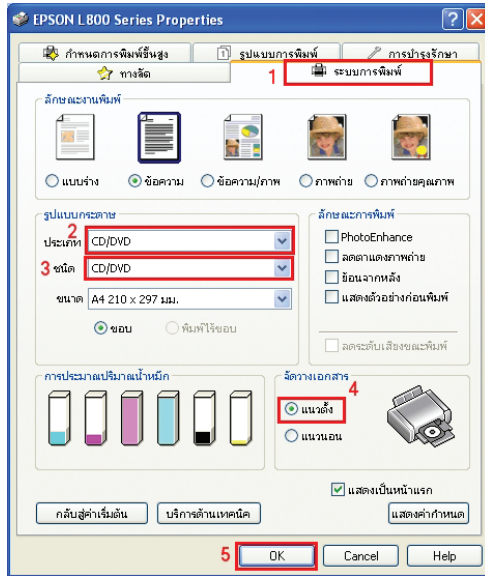 EPSON L800 Series Properties
กำหนดการพิมพ์ขั้นสูง
รูปแบบการพิมพ์
การบำรุงรักษา
ทางลัด
1
ระบบการพิมพ์
ลักษณะงานพิมพ์
แบบร่าง
ข้อความ
ข้อความ/ภาพ
ภาพถ่าย
ภาพถ่ายคุณภาพ
รูปแบบกระดาษ
2
ประเภท CD/DVD
3 ชนิด CD/DVD
ขนาด A4 210 x 297 มม.
ขอบ
พิมพ์ไร้ขอบ
ลักษณะการพิมพ์
PhotoEnhance
ลดตาแดงภาพถ่าย
ย้อนจากหลัง
แสดงตัวอย่างก่อนพิมพ์
ลดระดับเสียงขณะพิมพ์
การประมาณปริมาณน้ำหมึก
จัดวางเอกสาร
4
แนวตั้ง
แนวนอน
แสดงเป็นหน้าแรก
กลับสู่ค่าเริ่มต้น
บริการด้านเทคนิค
แสดงค่ากำหนด
5
OK
Cancel
Help